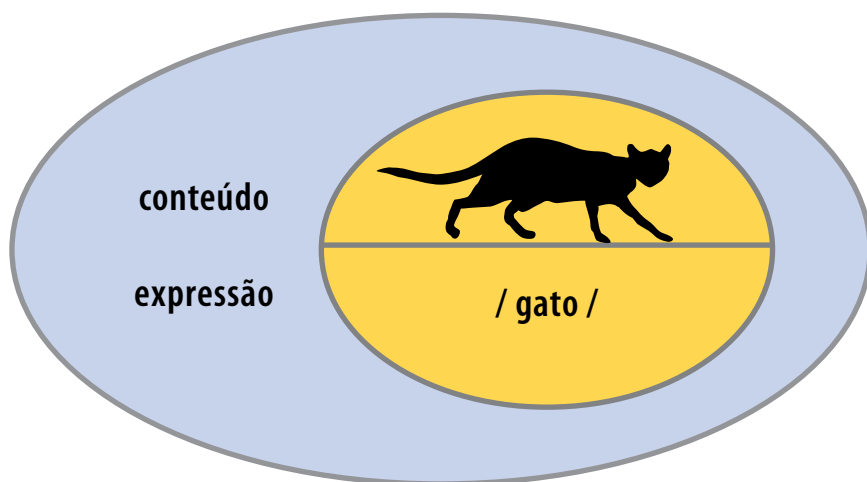 conteúdo
expressão
/ gato /